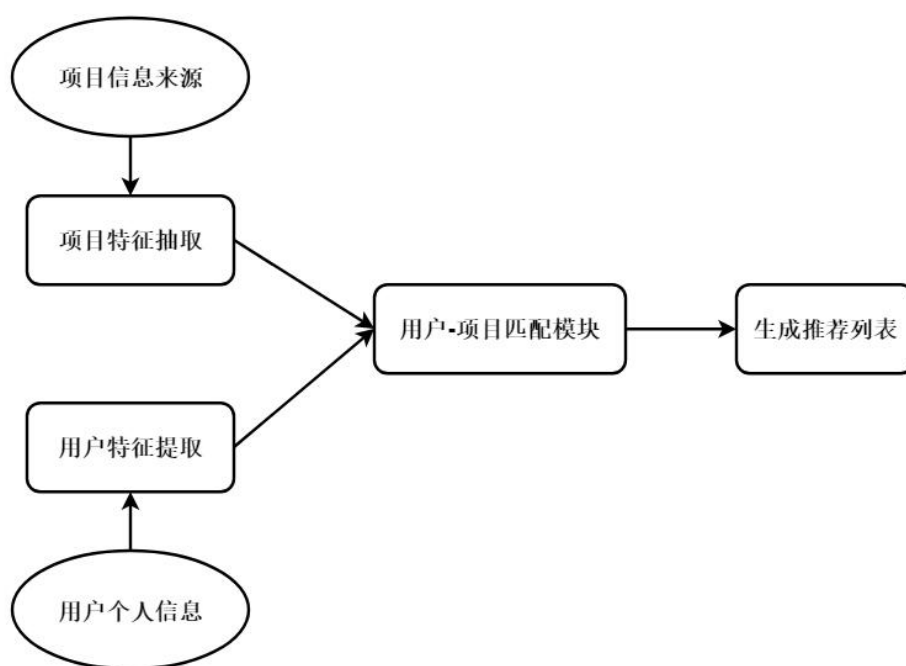 项目信息来源
项目特征抽取
用户-项目匹配模块
生成推荐列表
用户特征提取
用户个人信息